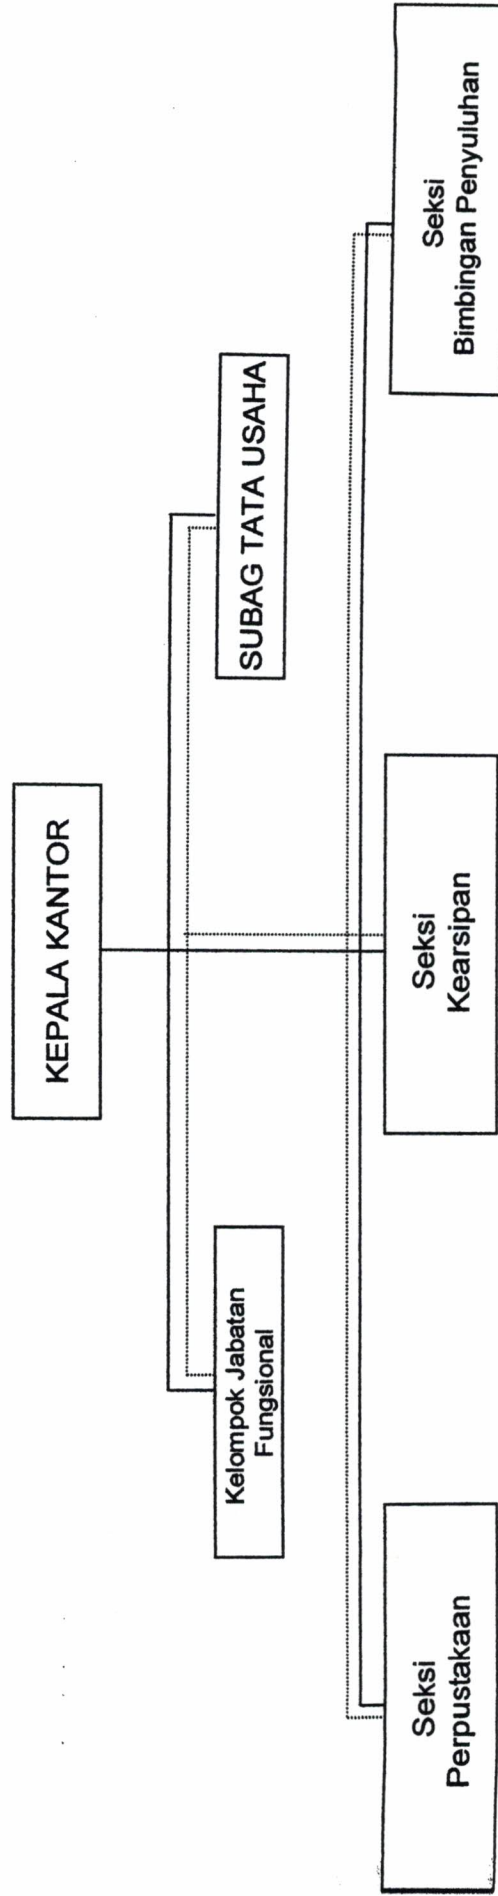 KEPALA KANTOR
Kelompok Jabatan
Fungsional
SUBAG TATA USAHA
Seksi
Perpustakaan
Seksi
Kearsipan
Seksi
Bimbingan Penyuluhan